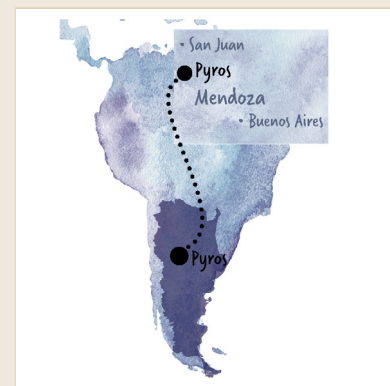 • San Juan
Pyros
Mendoza
• Buenos Aires
Pyros